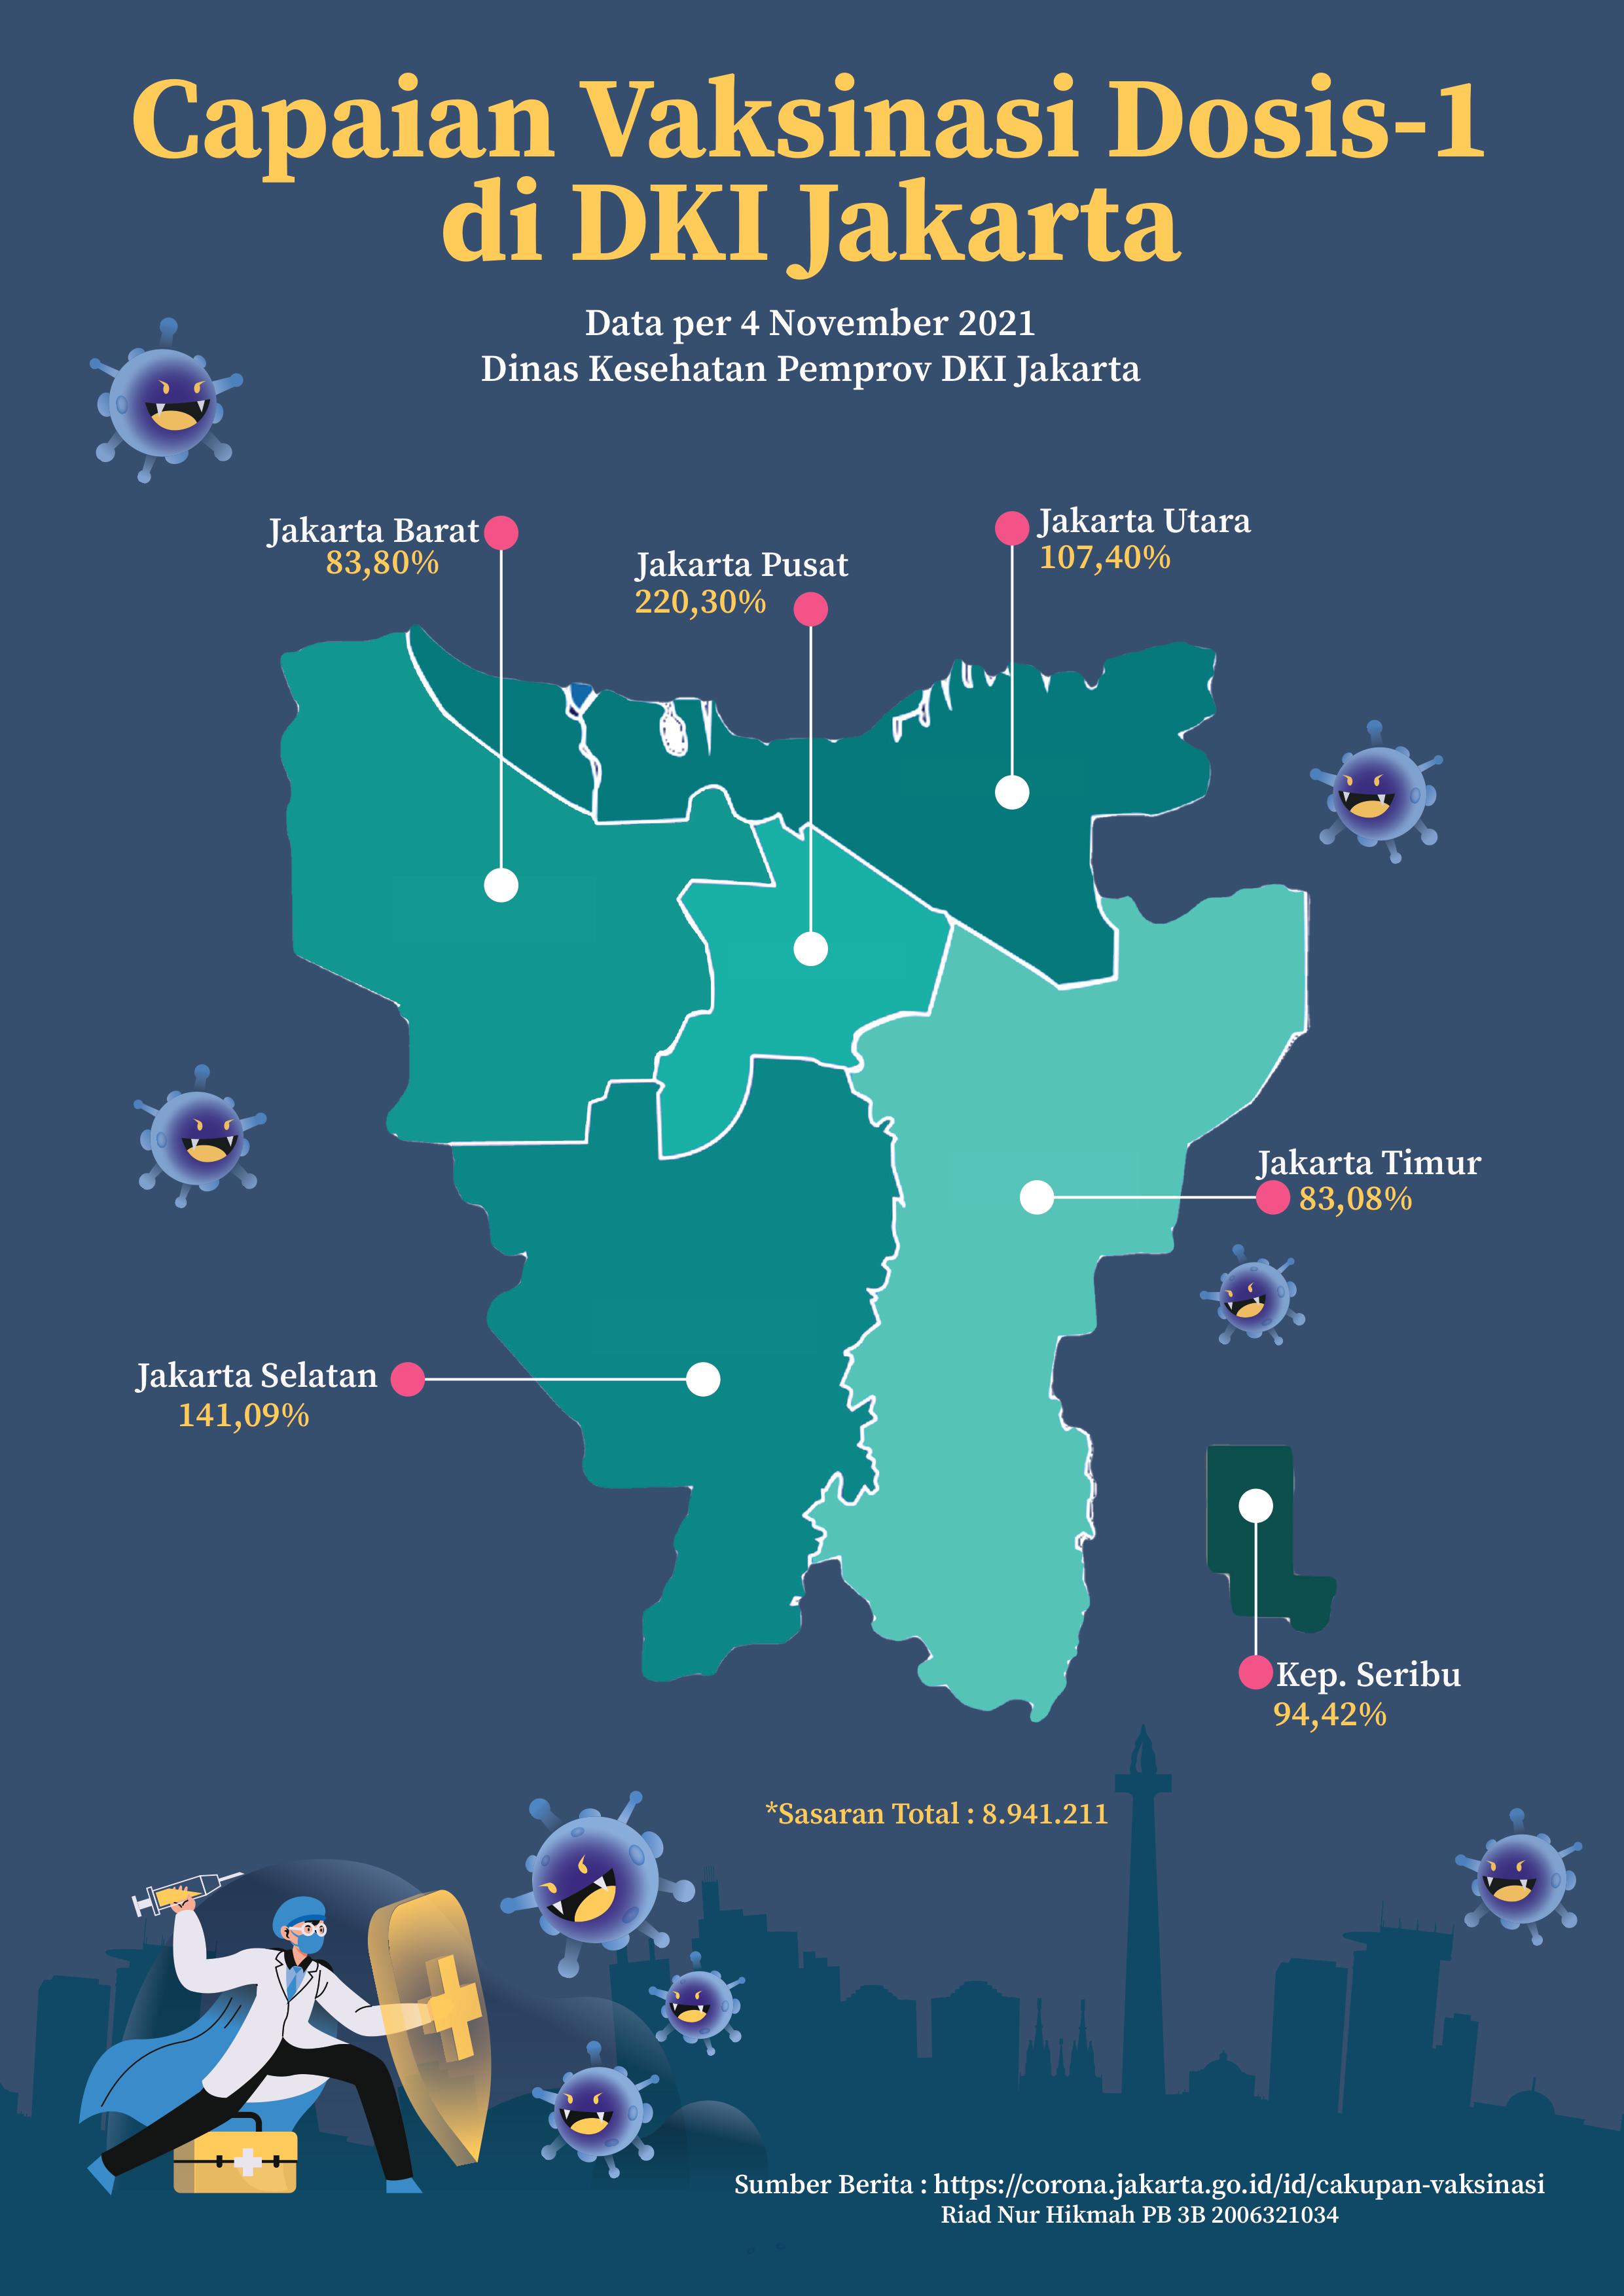 Capaian Vaksinasi Dosis-1
di DKI Jakarta
Data per 4 November 2021
Dinas Kesehatan Pemprov DKI Jakarta
Jakarta Barat
83,80%
Jakarta Pusat
220,30%
Jakarta Utara
107,40%
Jakarta Timur
83,08%
Jakarta Selatan
141,09%
Kep. Seribu
94,42%
*Sasaran Total : 8.941.211
Sumber Berita : https://corona.jakarta.go.id/id/cakupan-vaksinasi
Riad Nur Hikmah PB 3B 2006321034